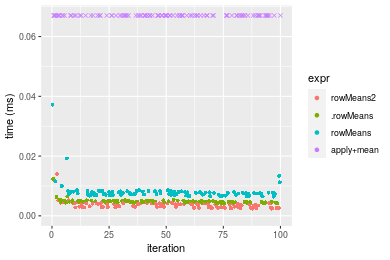 0.06
0.04
0.02
0.00
time (ms)
0
25
50
75
100
iteration
expr
rowMeans2
.rowMeans
rowMeans
apply+mean